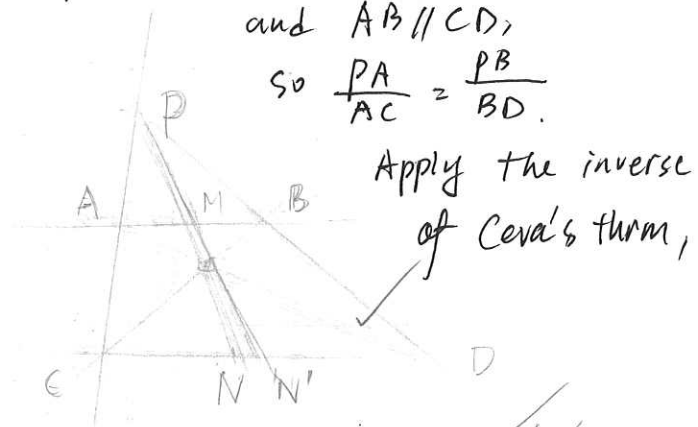 and AB // CD,
so PA/AC = PB/BD.
Apply the inverse
of Ceva's thrm,
P
A M B
C N N' D